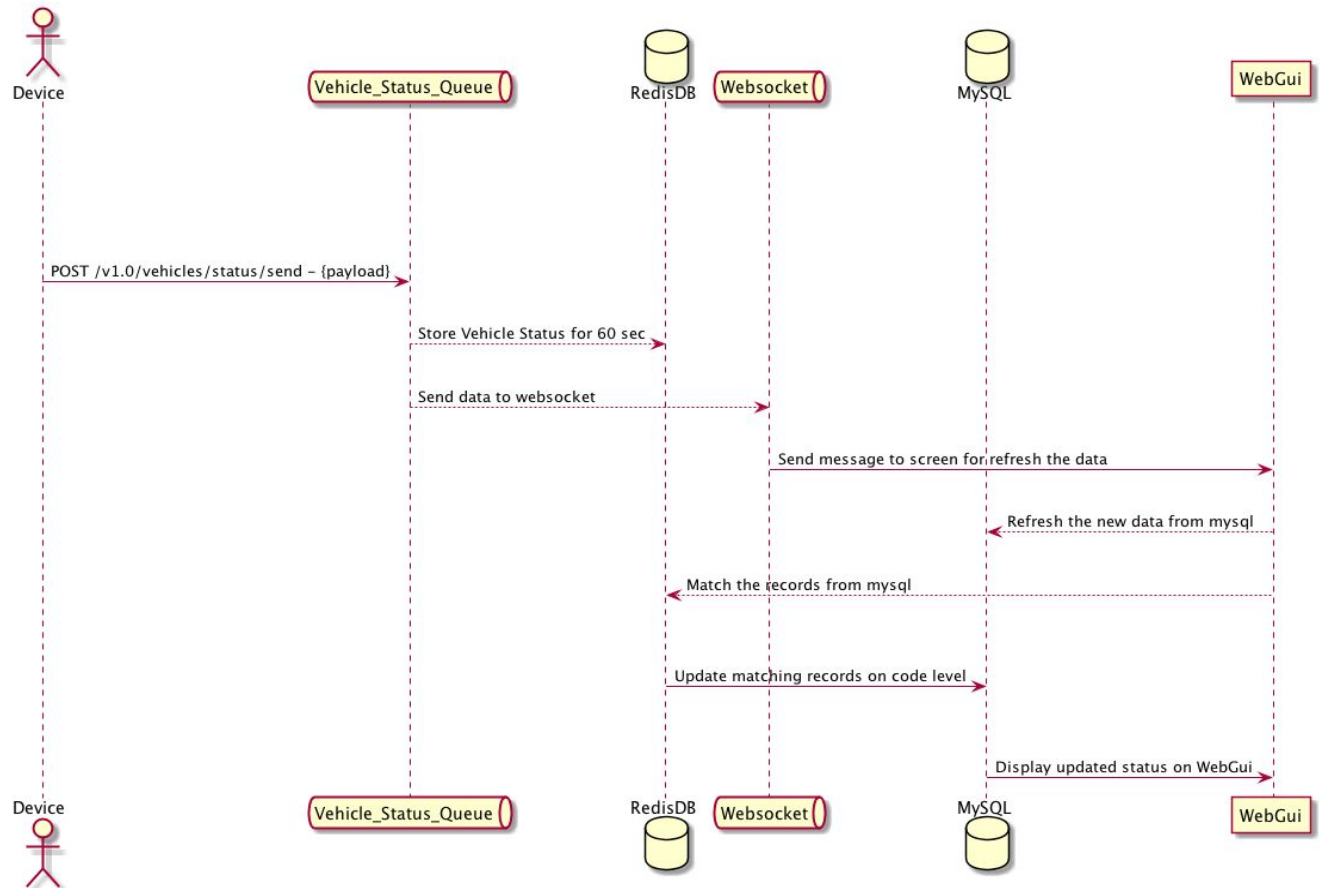 Device
Vehicle_Status_Queue
RedisDB
Websocket
MySQL
WebGui
POST /v1.0/vehicles/status/send - {payload}
Store Vehicle Status for 60 sec
Send data to websocket
Send message to screen for refresh the data
Refresh the new data from mysql
Match the records from mysql
Update matching records on code level
Display updated status on WebGui
Device
Vehicle_Status_Queue
RedisDB
Websocket
MySQL
WebGui